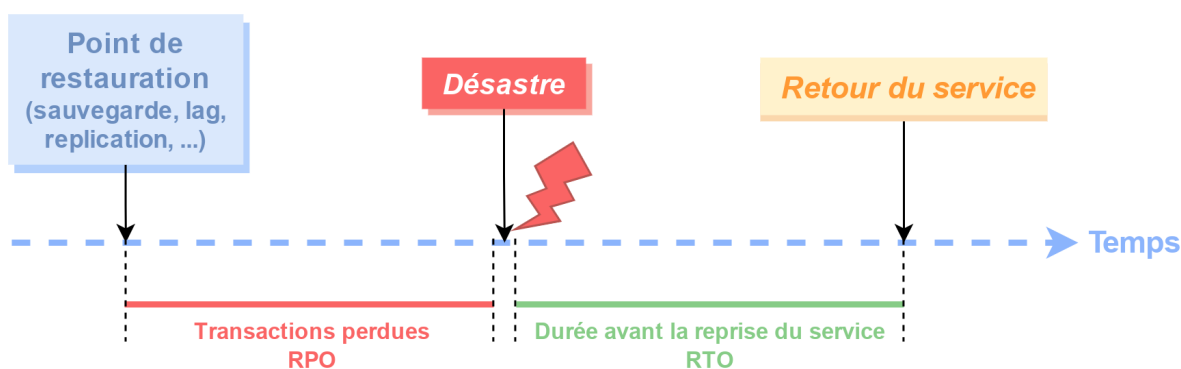 Point de
restauration
(sauvegarde, lag,
replication, ...)
Désastre
Retour du service
Temps
Transactions perdues
RPO
Durée avant la reprise du service
RTO